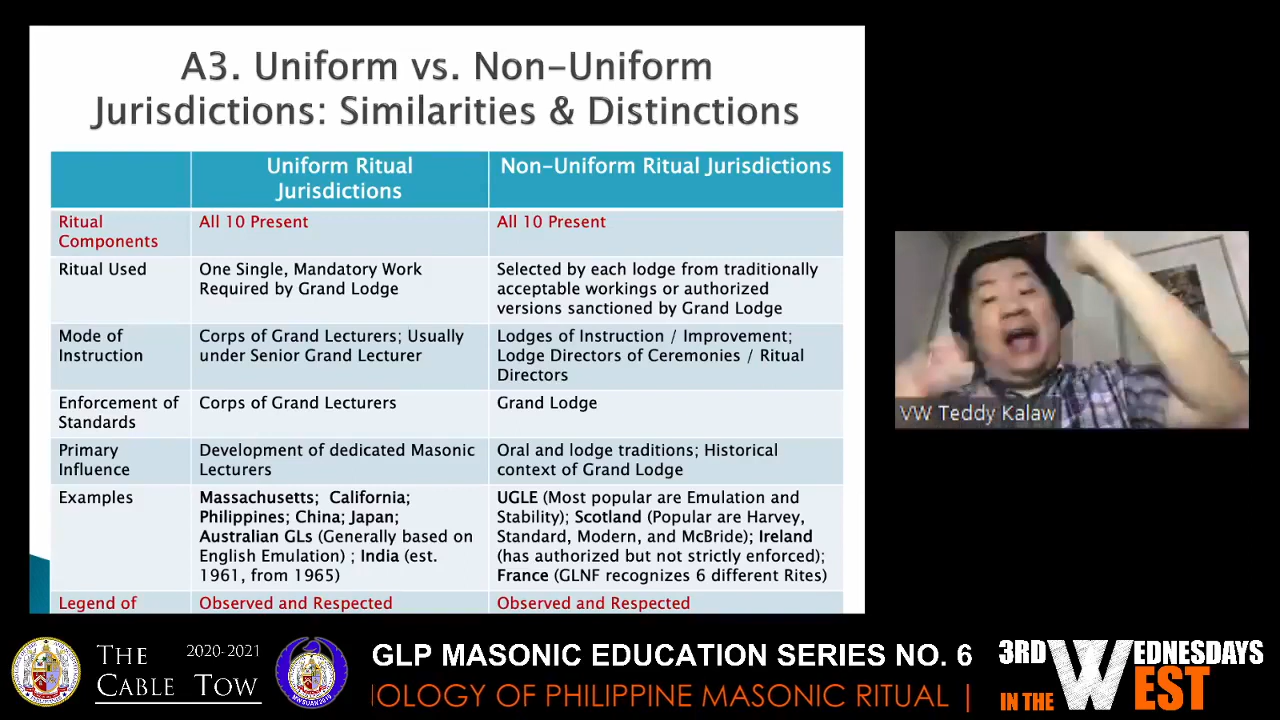 A3. Uniform vs. Non-Uniform
Jurisdictions: Similarities & Distinctions
Uniform Ritual
Jurisdictions
Non-Uniform Ritual Jurisdictions
Ritual
Components
All 10 Present
All 10 Present
Ritual Used
One Single, Mandatory Work
Required by Grand Lodge
Selected by each lodge from traditionally
acceptable workings or authorized
versions sanctioned by Grand Lodge
Mode of
Instruction
Corps of Grand Lecturers; Usually
under Senior Grand Lecturer
Lodges of Instruction / Improvement;
Lodge Directors of Ceremonies / Ritual
Directors
Enforcement of
Standards
Corps of Grand Lecturers
Grand Lodge
Primary
Influence
Development of dedicated Masonic
Lecturers
Oral and lodge traditions; Historical
context of Grand Lodge
Examples
Massachusetts; California;
Philippines; China; Japan;
Australian GLs (Generally based on
English Emulation) ; India (est.
1961, from 1965)
UGLE (Most popular are Emulation and
Stability); Scotland (Popular are Harvey,
Standard, Modern, and McBride); Ireland
(has authorized but not strictly enforced);
France (GLNF recognizes 6 different Rites)
Legend of
Observed and Respected
Observed and Respected
VW Teddy Kalaw
THE 2020-2021
CABLE TOW
GLP MASONIC EDUCATION SERIES NO. 6
IOLOGY OF PHILIPPINE MASONIC RITUAL |
3RD WEDNESDAYS
IN THE WEST